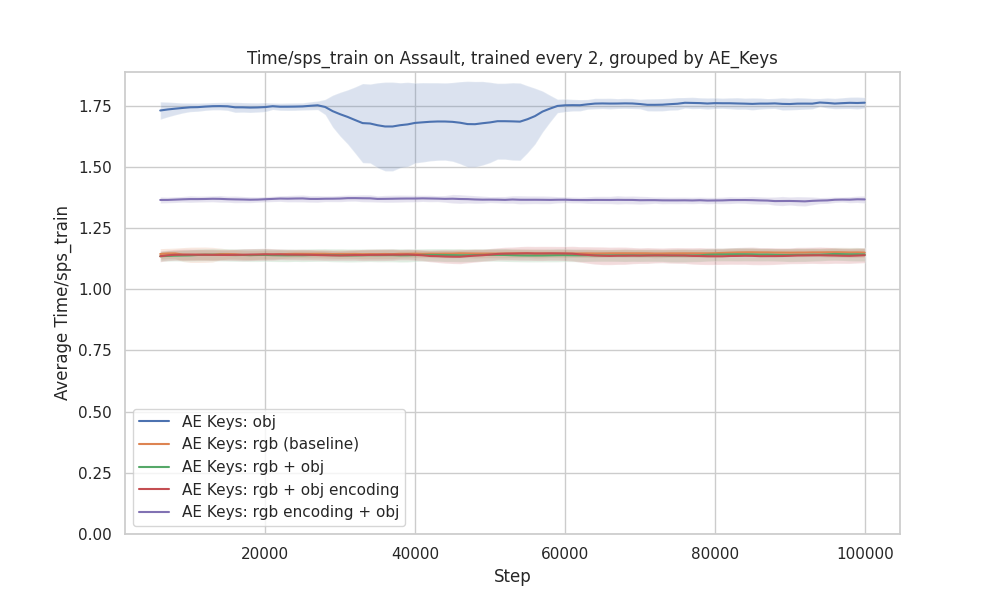 Time/sps_train on Assault, trained every 2, grouped by AE_Keys
Average Time/sps_train
1.75
1.50
1.25
1.00
0.75
0.50
0.25
0.00
AE Keys: obj
AE Keys: rgb (baseline)
AE Keys: rgb + obj
AE Keys: rgb + obj encoding
AE Keys: rgb encoding + obj
20000 40000 60000 80000 100000
Step